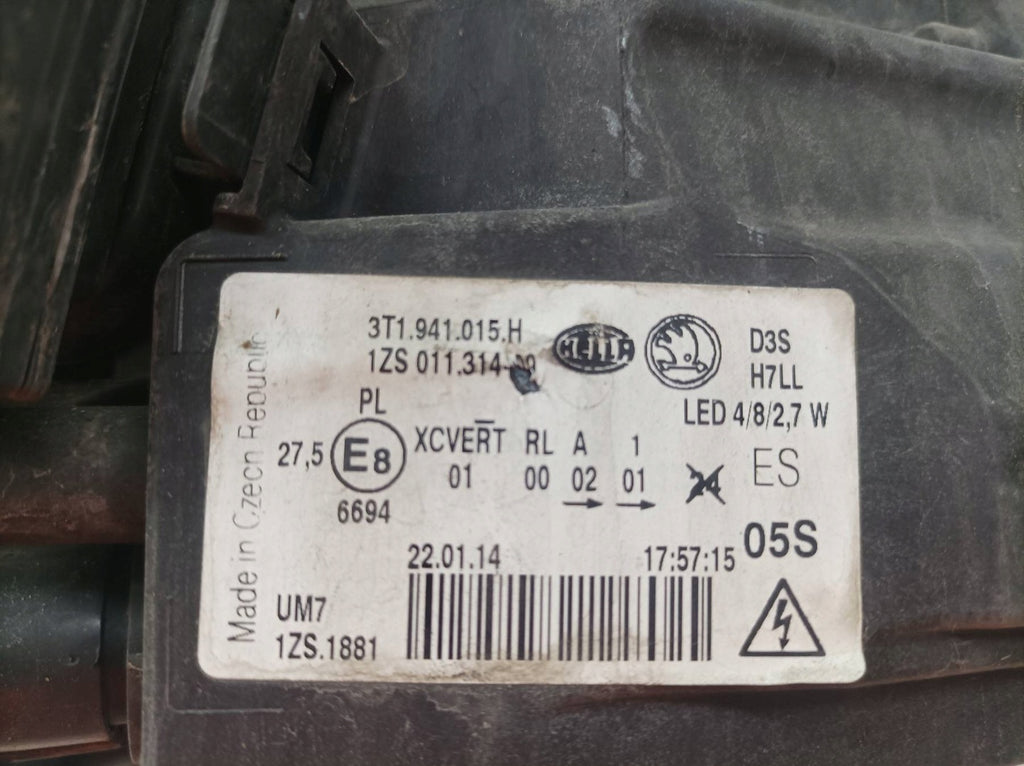 3T1.941.015.H
1ZS 011.314
HELLA
D3S
H7LL
LED 4/8/2,7 W
PL
27,5 E8 XCVERT RL A 1
01 00 02 01 24 ES
6694
05S
22.01.14 17:57:15
UM7
1ZS.1881
Made in Czech Republic